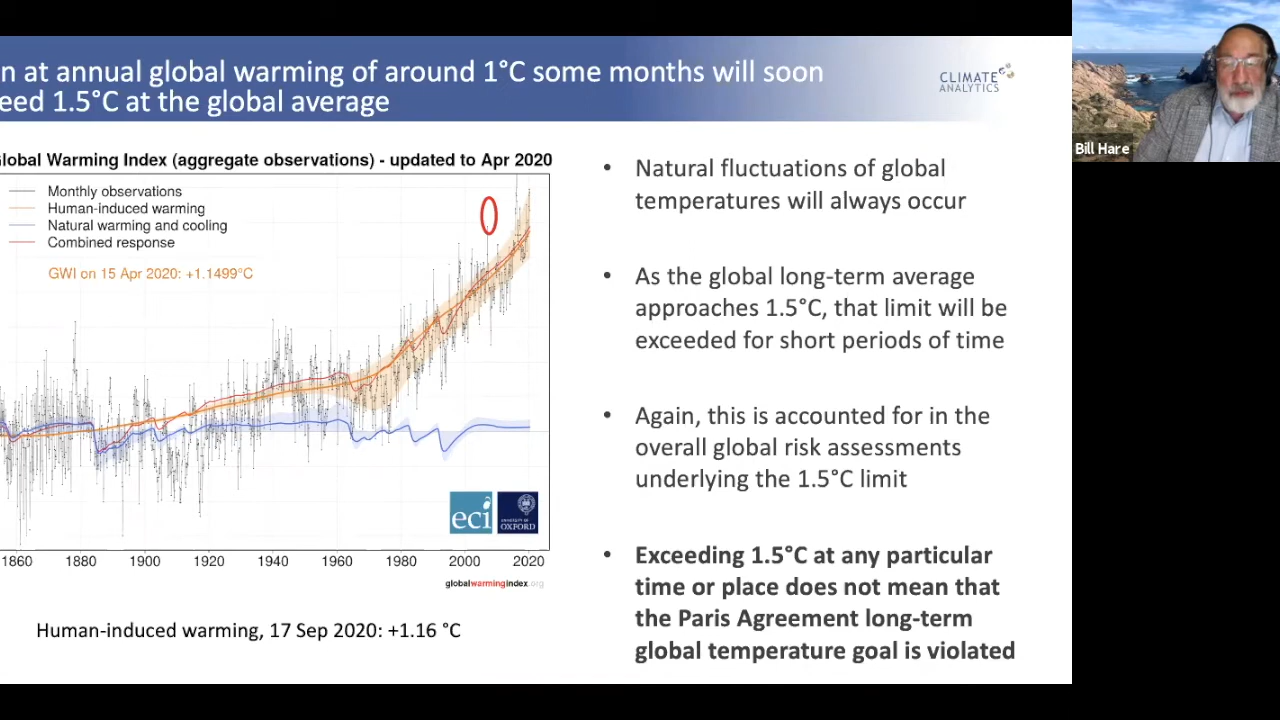 n at annual global warming of around 1°C some months will soon
eed 1.5°C at the global average
CLIMATE
ANALYTICS
Bill Hare
Global Warming Index (aggregate observations) - updated to Apr 2020
Monthly observations
Human-induced warming
Natural warming and cooling
Combined response
GWI on 15 Apr 2020: +1.1499°C
eci
UNIVERSITY OF
OXFORD
1860 1880 1900 1920 1940 1960 1980 2000 2020
globalwarmingindex.org
Human-induced warming, 17 Sep 2020: +1.16 °C
• Natural fluctuations of global
temperatures will always occur
• As the global long-term average
approaches 1.5°C, that limit will be
exceeded for short periods of time
• Again, this is accounted for in the
overall global risk assessments
underlying the 1.5°C limit
• Exceeding 1.5°C at any particular
time or place does not mean that
the Paris Agreement long-term
global temperature goal is violated